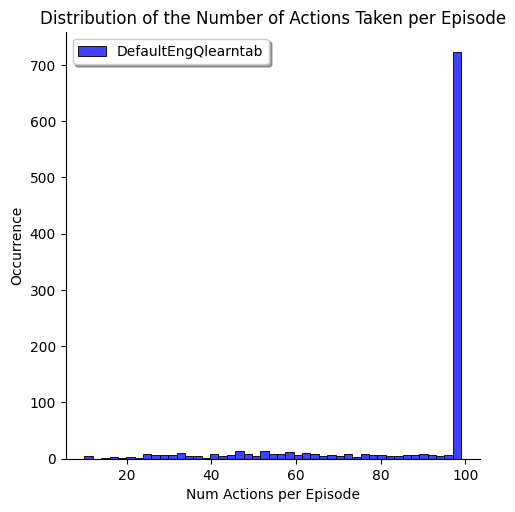 Distribution of the Number of Actions Taken per Episode
DefaultEngQlearntab
700
600
500
400
300
200
100
0
Occurrence
20 40 60 80 100
Num Actions per Episode